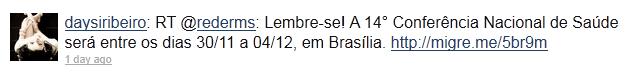 daysiribeiro: RT @rederms: Lembre-se! A 14° Conferência Nacional de Saúde
será entre os dias 30/11 a 04/12, em Brasília. http://migre.me/5br9m
1 day ago